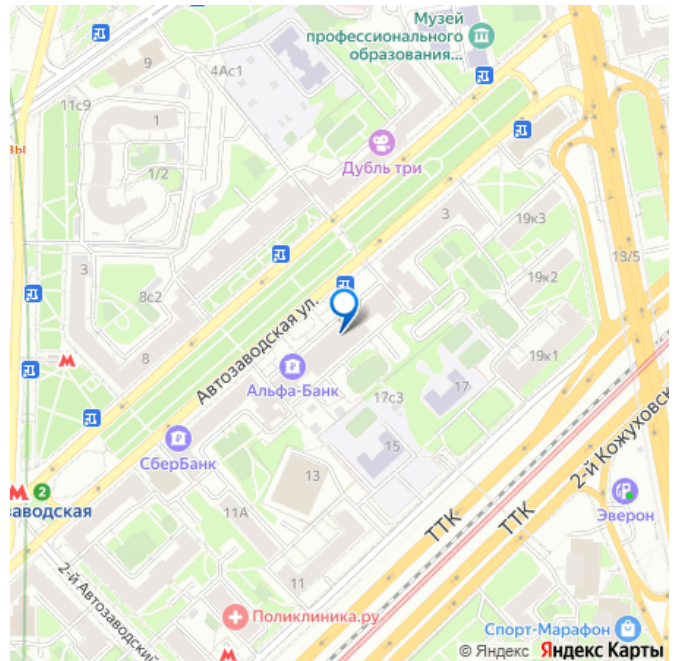 Музей
профессионального
образования...
9
4Ас1
11с9
1
вы
1/2
Дубль три
3
19к3
13/5
3
8с2
19к2
Автозаводская ул.
8
19к1
Альфа-Банк
17с3
17
2-й Кожуховск
СберБанк
15
13
2
заводская
11А
ТТК
ТТК
Эверон
2-й Автозаводский
11
Поликлиника.ру
Спорт-Марафон
© Яндекс Яндекс Карты